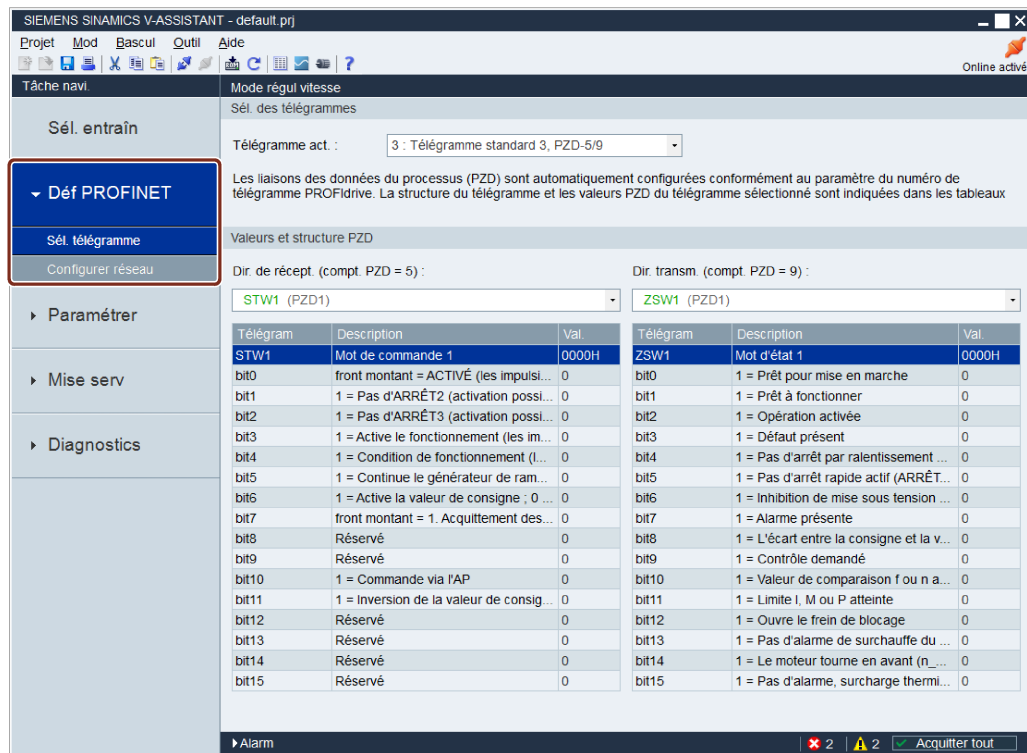 SIEMENS SINAMICS V-ASSISTANT - default.prj
Projet Mod Bascul Outil Aide
Online activé
Tâche navi.
Mode régul vitesse
Sél. entraîn
Déf PROFINET
Sél. télégramme
Configurer réseau
Paramétrer
Mise serv
Diagnostics
Sél. des télégrammes
Télégramme act. : 3 : Télégramme standard 3, PZD-5/9
Les liaisons des données du processus (PZD) sont automatiquement configurées conformément au paramètre du numéro de
télégramme PROFIdrive. La structure du télégramme et les valeurs PZD du télégramme sélectionné sont indiquées dans les tableaux
Valeurs et structure PZD
Dir. de récept. (compt. PZD = 5) :
STW1 (PZD1)
Télégram Description Val.
STW1 Mot de commande 1 0000H
bit0 front montant = ACTIVÉ (les impulsi... 0
bit1 1 = Pas d'ARRÊT2 (activation possi... 0
bit2 1 = Pas d'ARRÊT3 (activation possi... 0
bit3 1 = Active le fonctionnement (les im... 0
bit4 1 = Condition de fonctionnement (l... 0
bit5 1 = Continue le générateur de ram... 0
bit6 1 = Active la valeur de consigne ; 0 ... 0
bit7 front montant = 1. Acquittement des... 0
bit8 Réservé 0
bit9 Réservé 0
bit10 1 = Commande via l'AP 0
bit11 1 = Inversion de la valeur de consig... 0
bit12 Réservé 0
bit13 Réservé 0
bit14 Réservé 0
bit15 Réservé 0
Dir. transm. (compt. PZD = 9) :
ZSW1 (PZD1)
Télégram Description Val.
ZSW1 Mot d'état 1 0000H
bit0 1 = Prêt pour mise en marche 0
bit1 1 = Prêt à fonctionner 0
bit2 1 = Opération activée 0
bit3 1 = Défaut présent 0
bit4 1 = Pas d'arrêt par ralentissement ... 0
bit5 1 = Pas d'arrêt rapide actif (ARRÊT... 0
bit6 1 = Inhibition de mise sous tension ... 0
bit7 1 = Alarme présente 0
bit8 1 = L'écart entre la consigne et la v... 0
bit9 1 = Contrôle demandé 0
bit10 1 = Valeur de comparaison f ou n a... 0
bit11 1 = Limite I, M ou P atteinte 0
bit12 1 = Ouvre le frein de blocage 0
bit13 1 = Pas d'alarme de surchauffe du ... 0
bit14 1 = Le moteur tourne en avant (n_... 0
bit15 1 = Pas d'alarme, surcharge thermi... 0
Alarm 2 2 Acquitter tout